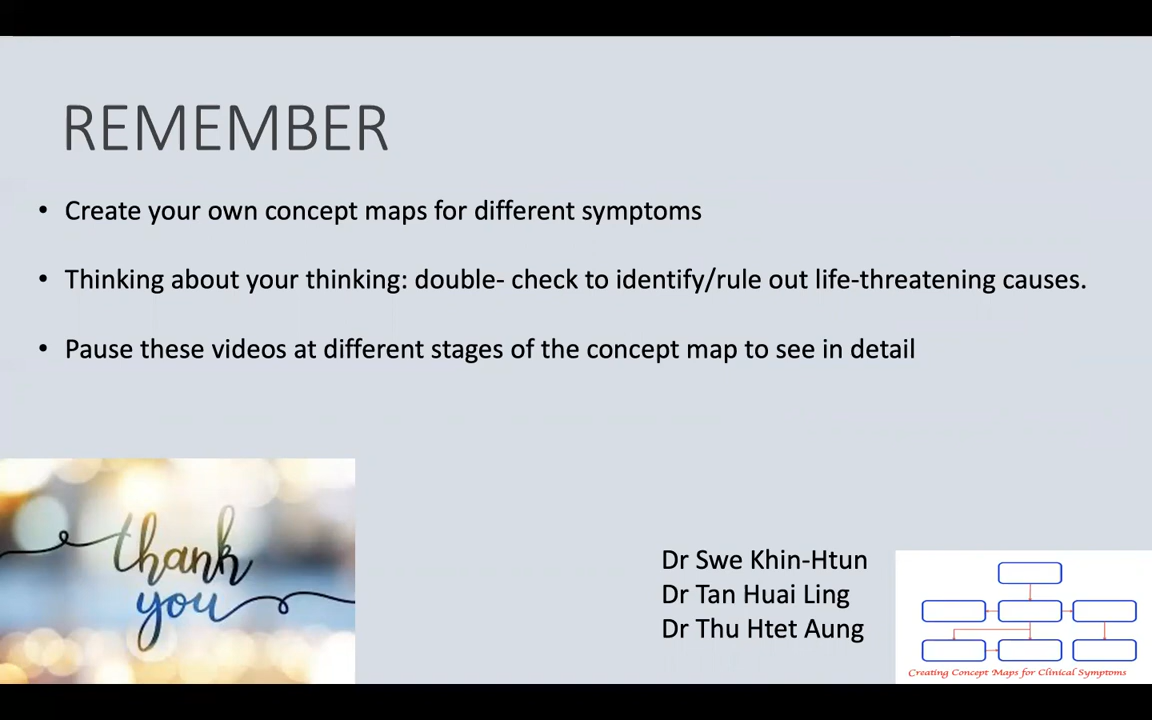 REMEMBER
• Create your own concept maps for different symptoms
• Thinking about your thinking: double- check to identify/rule out life-threatening causes.
• Pause these videos at different stages of the concept map to see in detail
thank
you
Dr Swe Khin-Htun
Dr Tan Huai Ling
Dr Thu Htet Aung
Creating Concept Maps for Clinical Symptoms